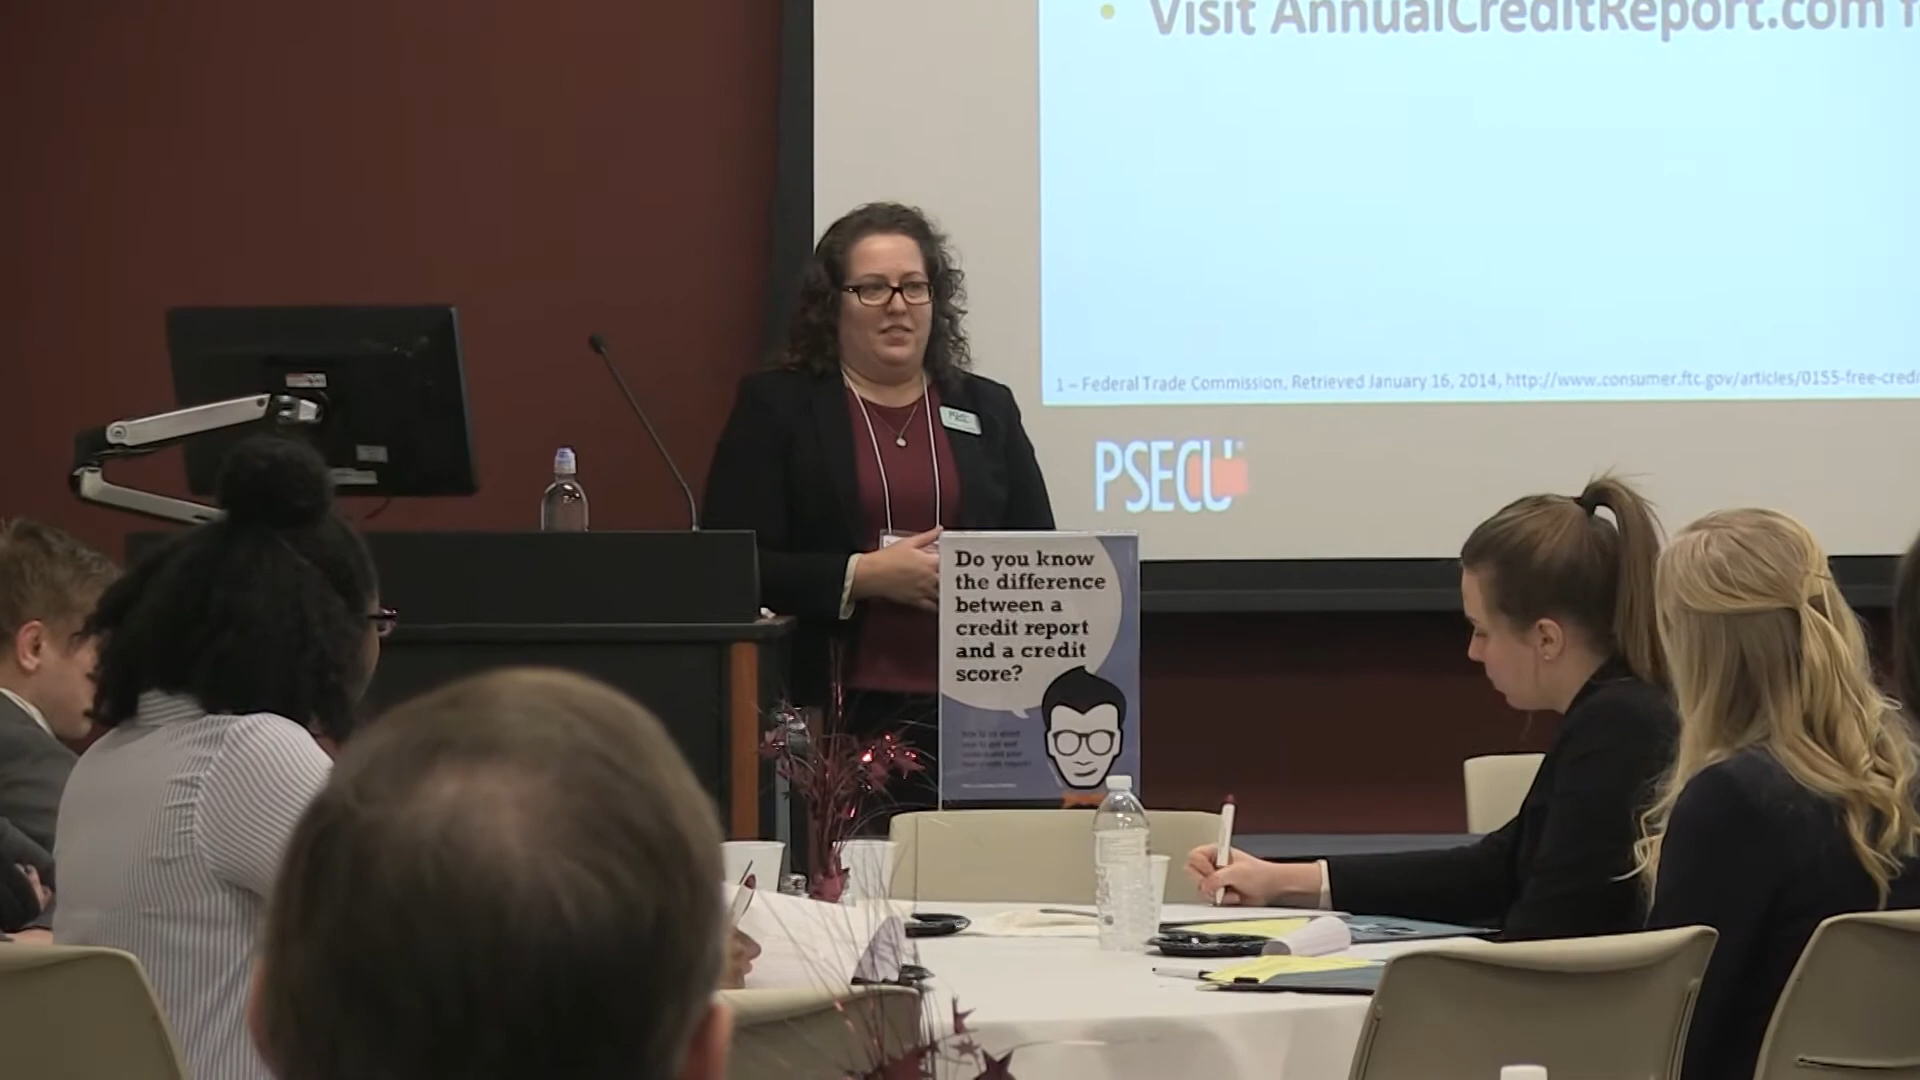 Visit AnnualCreditReport.com f
1 – Federal Trade Commission, Retrieved January 16, 2014, http://www.consumer.ftc.gov/articles/0155-free-cred
PSECU
Do you know
the difference
between a
credit report
and a credit
score?